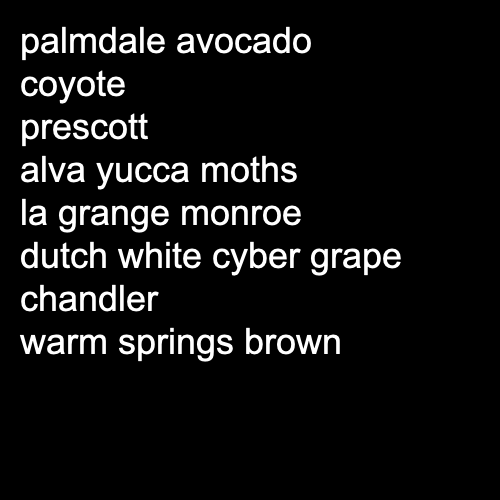 palmdale avocado
coyote
prescott
alva yucca moths
la grange monroe
dutch white cyber grape
chandler
warm springs brown